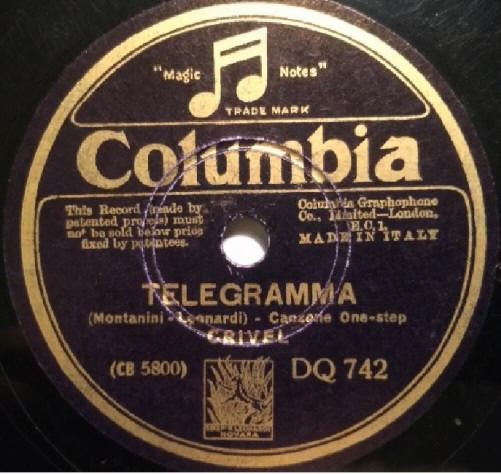 "Magic Notes"
TRADE MARK
Columbia
This Record made by
patented process must
not be sold below price
fixed by patentees.
Columbia Graphophone
Co., Limited—London,
E.C.1.
MADE IN ITALY
TELEGRAMMA
(Montanini - Leonardi) - Canzone One-step
CRIVEL
(CB 5800)
DQ 742
NOVARA